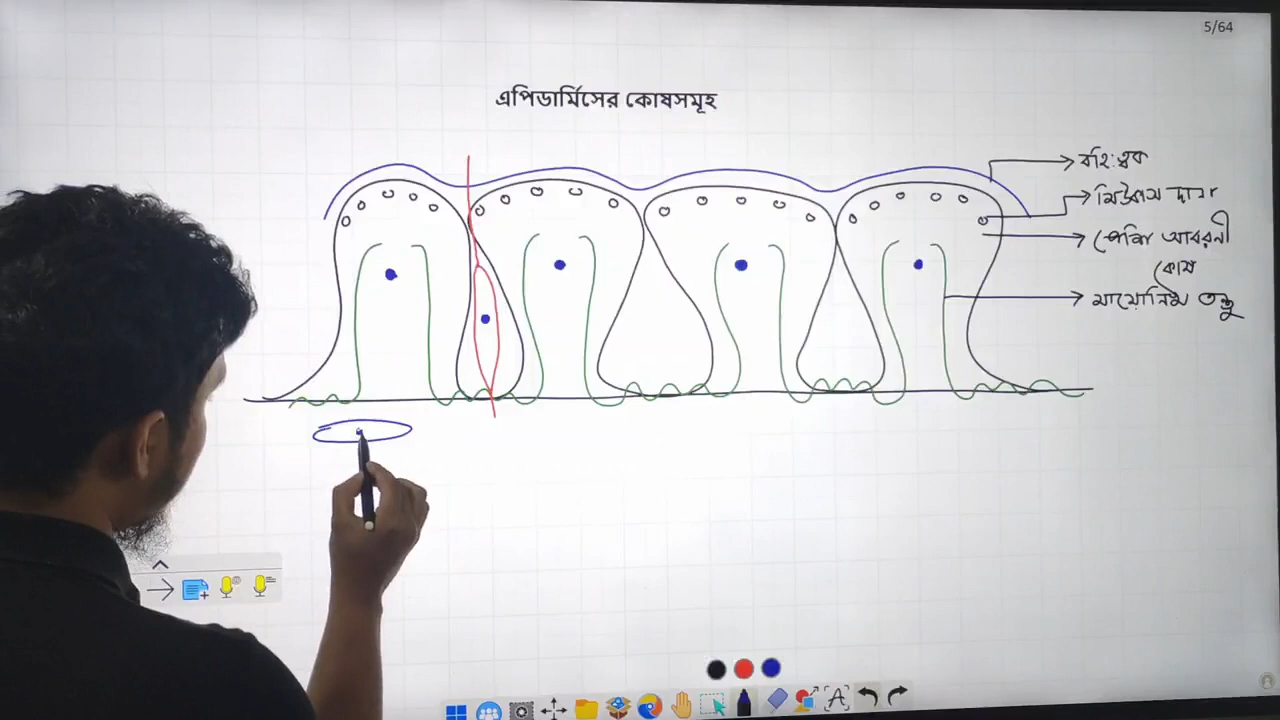 5/64
এপিডার্মিসের কোষসমূহ
বহিঃত্বক
মিউকাস দানা
পেশি আবরণী
কোষ
মায়োনিম তন্তু